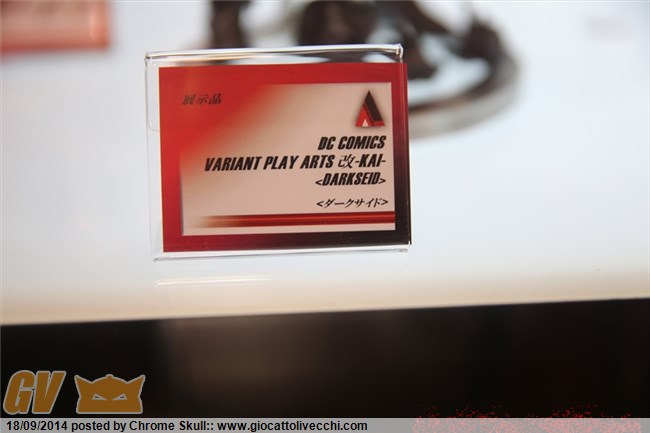 展示品
DC COMICS
VARIANT PLAY ARTS 改-KAI-
<DARKSEID>
<ダークサイド>
GV
18/09/2014 posted by Chrome Skull:: www.giocattolivecchi.com